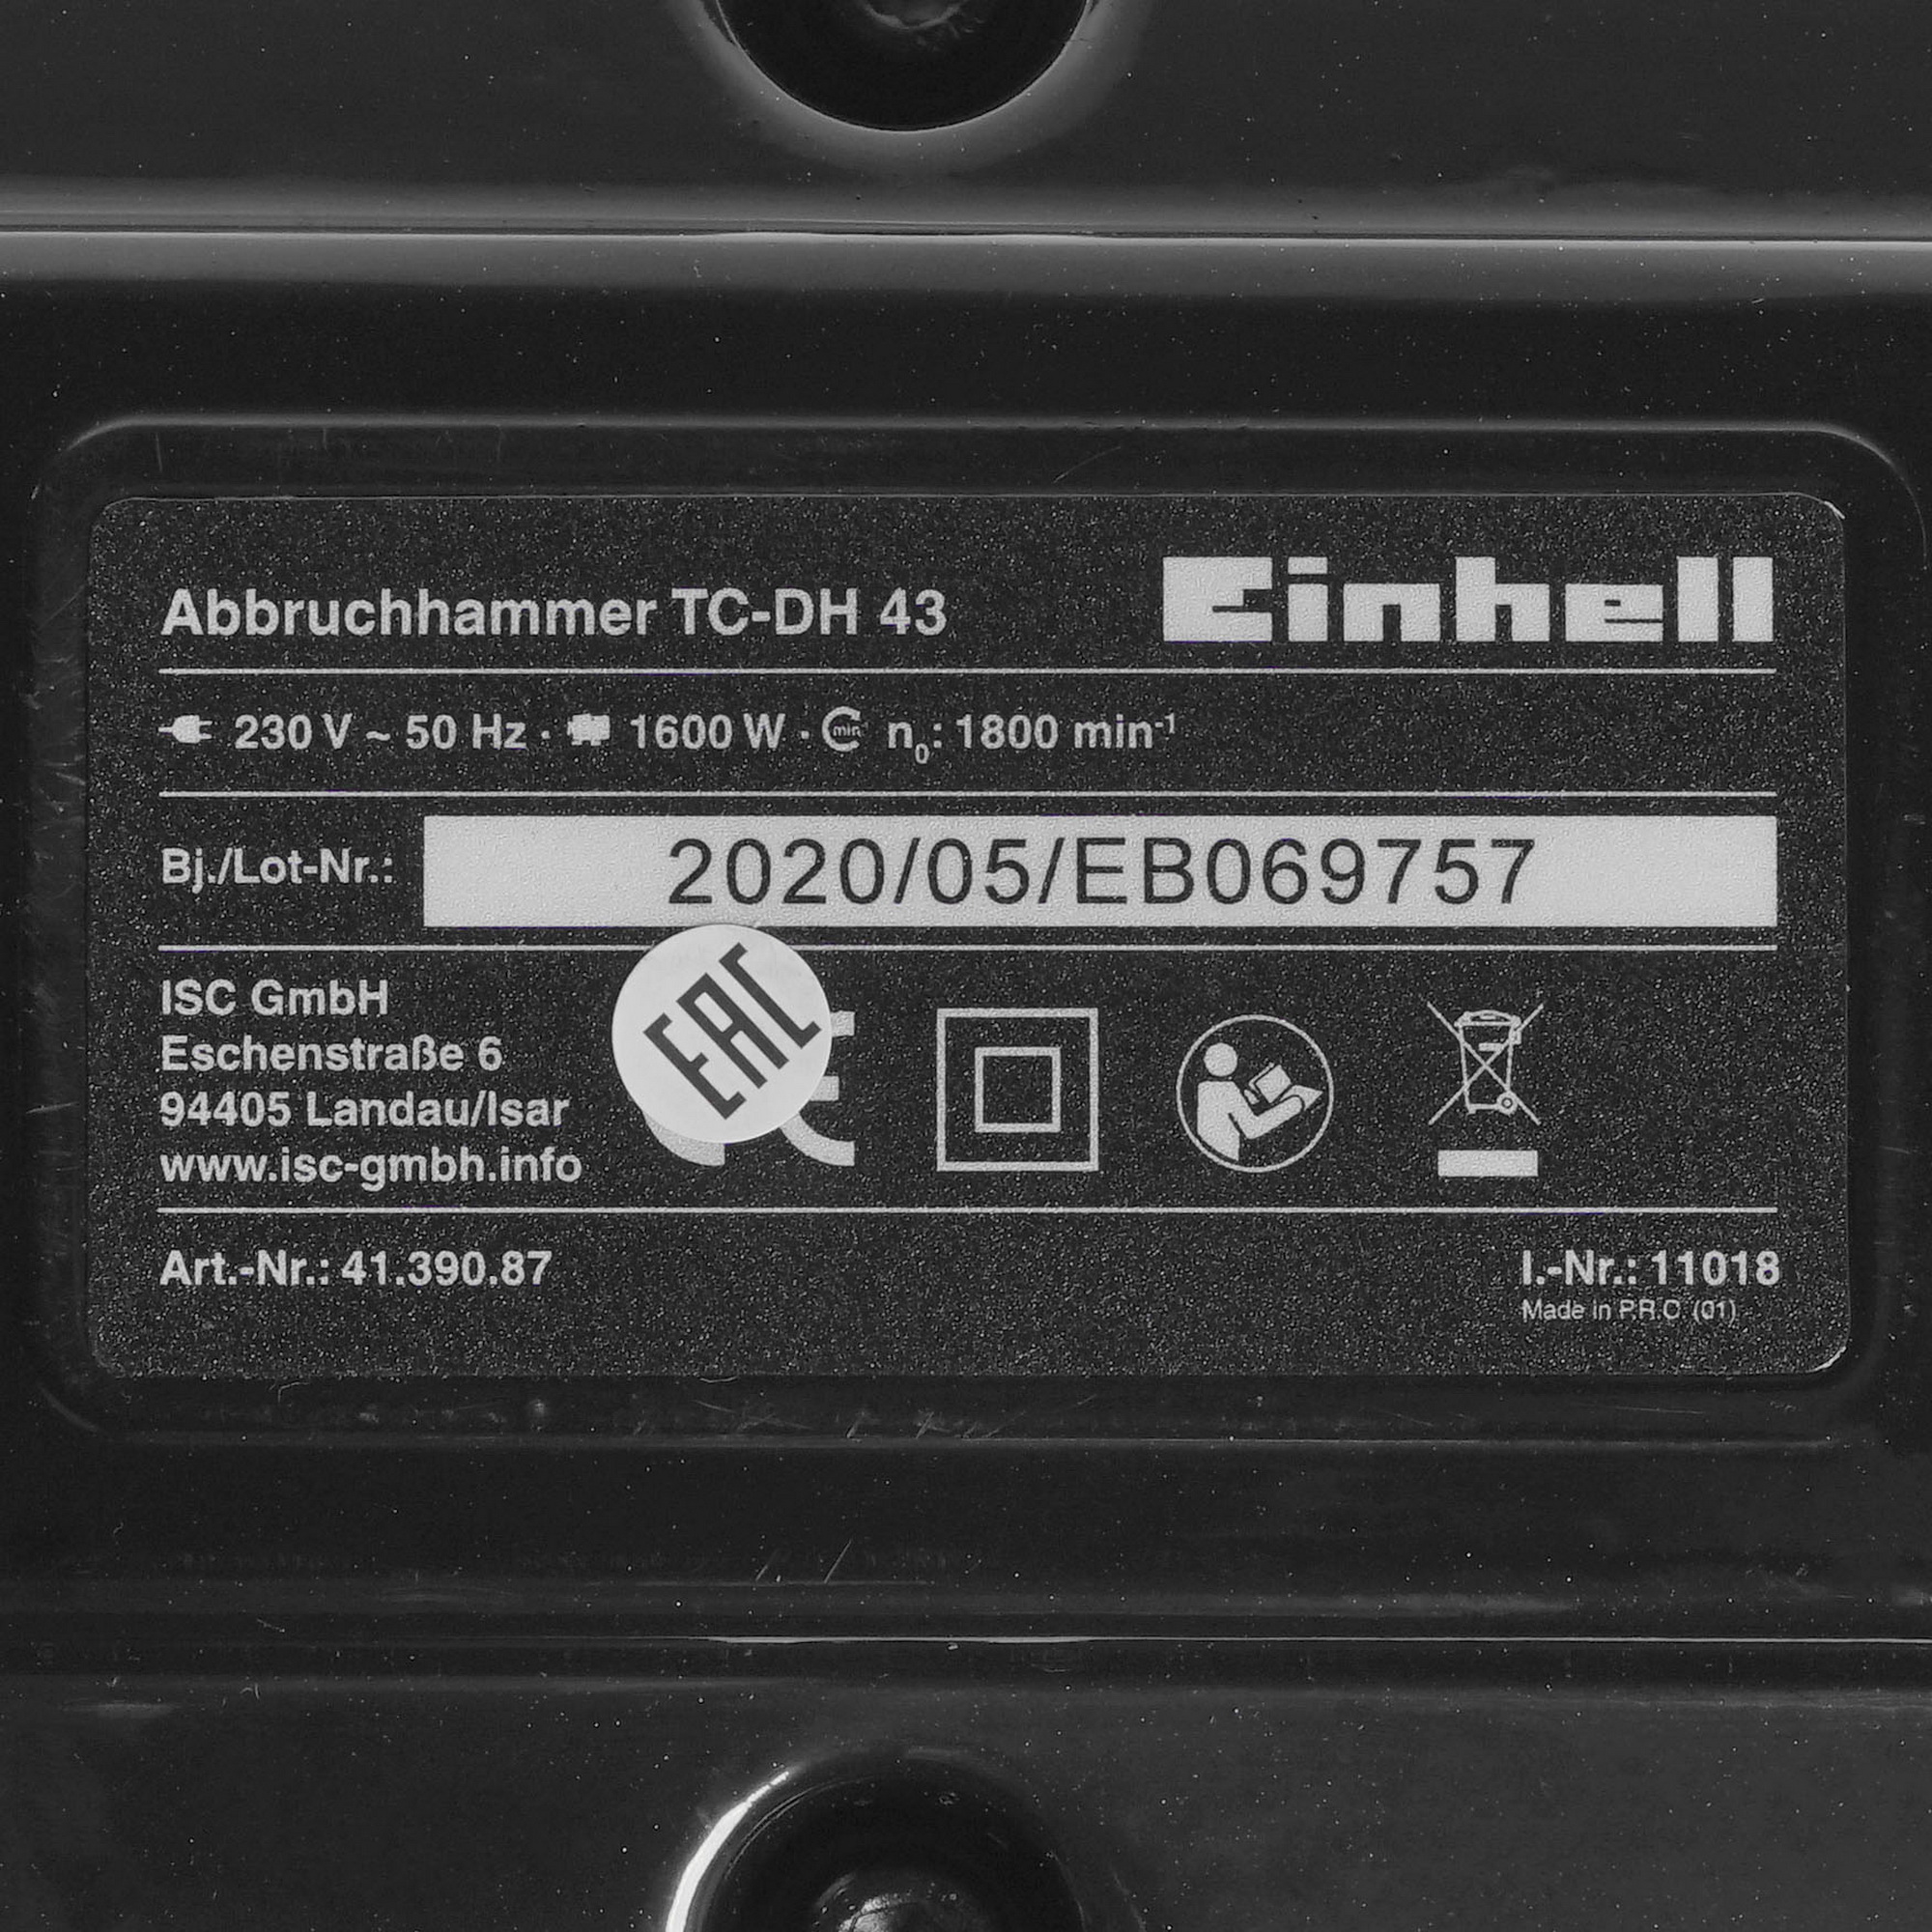 Abbruchhammer TC-DH 43
Einhell
230 V ~ 50 Hz · 1600 W · min n₀: 1800 min⁻¹
Bj./Lot-Nr.: 2020/05/EB069757
ISC GmbH
Eschenstraße 6
94405 Landau/Isar
www.isc-gmbh.info
EAC
Art.-Nr.: 41.390.87
I.-Nr.: 11018
Made in P.R.C. (01)